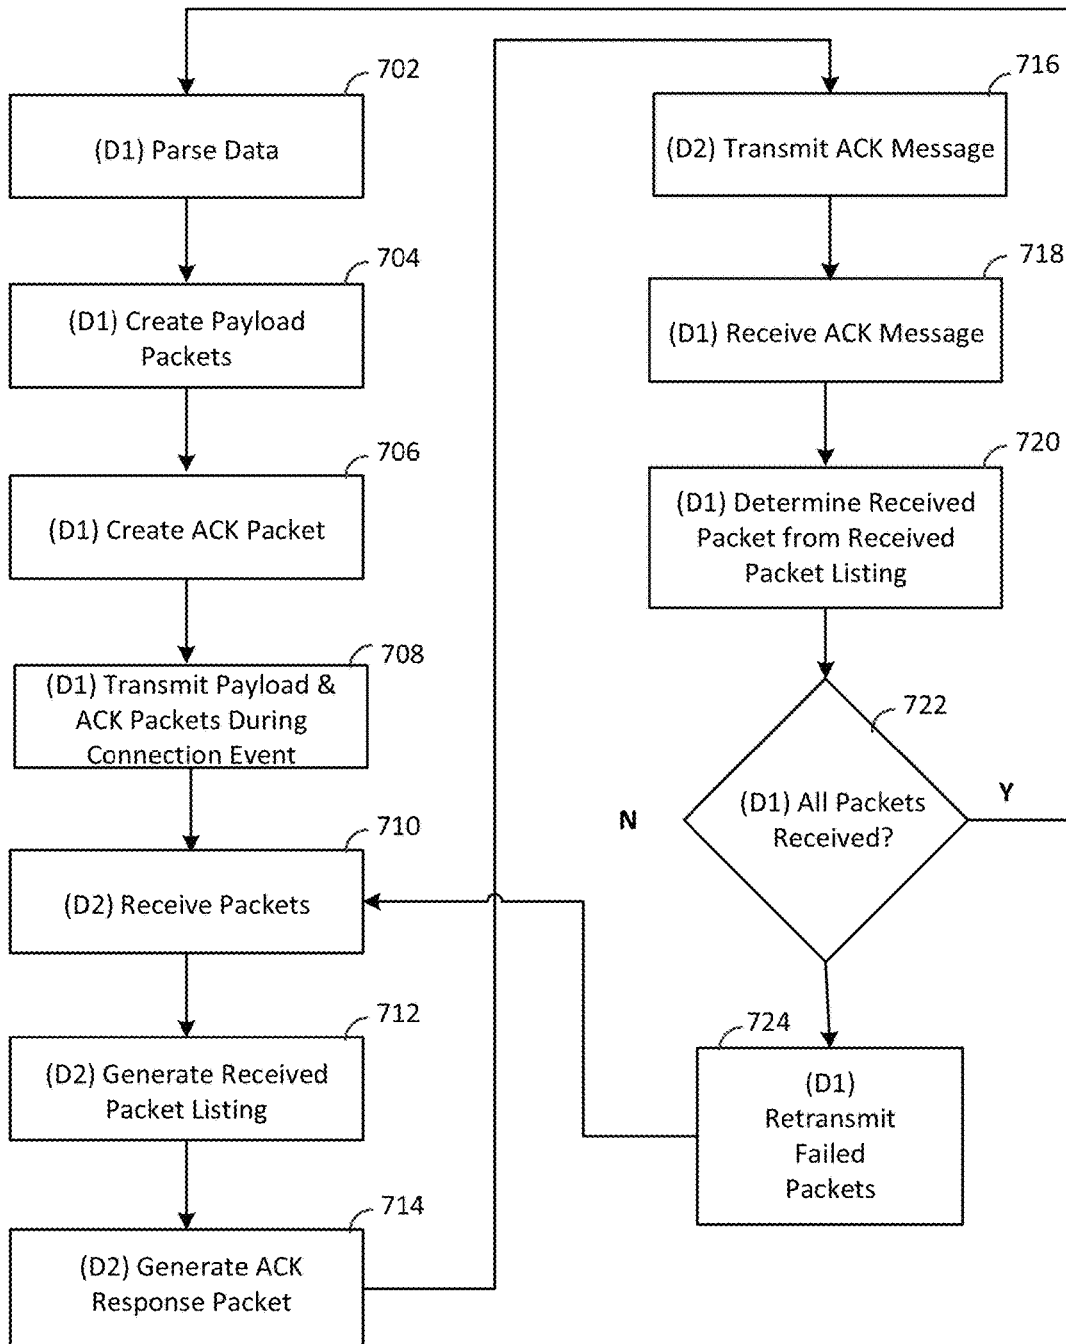 702
(D1) Parse Data
704
(D1) Create Payload
Packets
706
(D1) Create ACK Packet
708
(D1) Transmit Payload &
ACK Packets During
Connection Event
710
(D2) Receive Packets
712
(D2) Generate Received
Packet Listing
714
(D2) Generate ACK
Response Packet
716
(D2) Transmit ACK Message
718
(D1) Receive ACK Message
720
(D1) Determine Received
Packet from Received
Packet Listing
722
(D1) All Packets
Received?
N
Y
724
(D1)
Retransmit
Failed
Packets